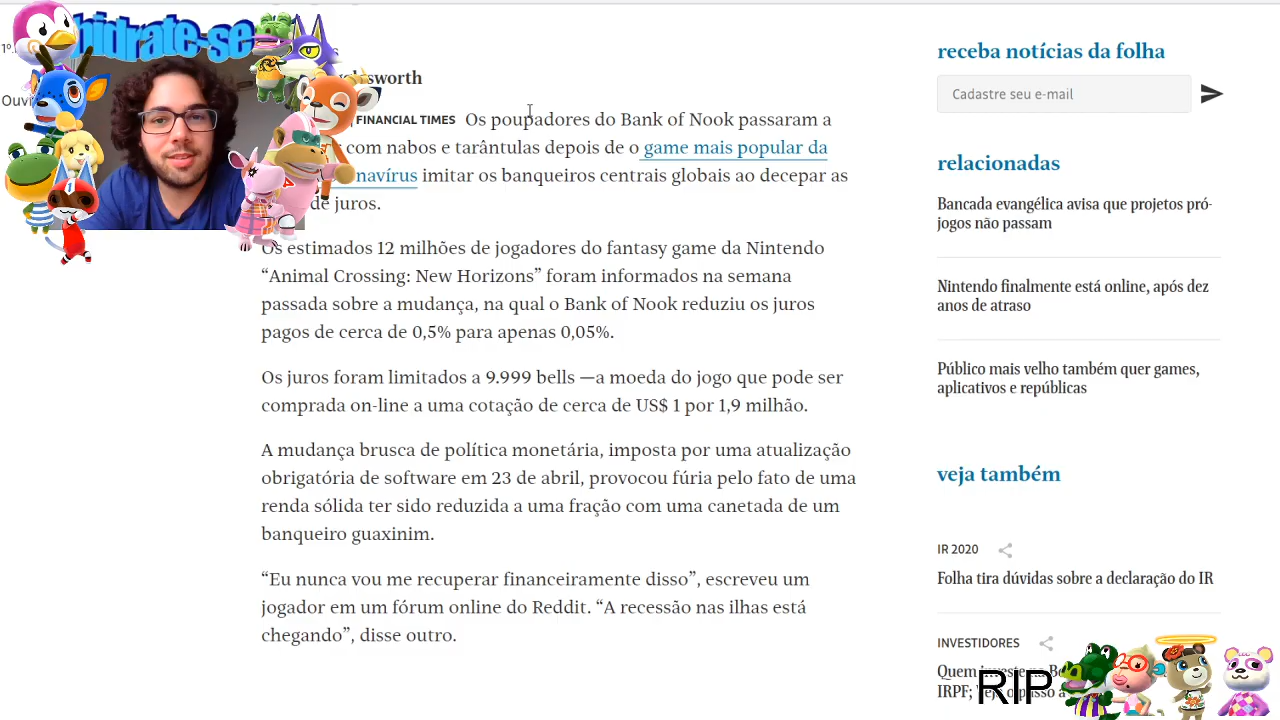 hidrate-se
1º.
Ouvi
sworth
FINANCIAL TIMES Os poupadores do Bank of Nook passaram a
com nabos e tarântulas depois de o game mais popular da
navírus imitar os banqueiros centrais globais ao decepar as
de juros.
Os estimados 12 milhões de jogadores do fantasy game da Nintendo
“Animal Crossing: New Horizons” foram informados na semana
passada sobre a mudança, na qual o Bank of Nook reduziu os juros
pagos de cerca de 0,5% para apenas 0,05%.
Os juros foram limitados a 9.999 bells —a moeda do jogo que pode ser
comprada on-line a uma cotação de cerca de US$ 1 por 1,9 milhão.
A mudança brusca de política monetária, imposta por uma atualização
obrigatória de software em 23 de abril, provocou fúria pelo fato de uma
renda sólida ter sido reduzida a uma fração com uma canetada de um
banqueiro guaxinim.
“Eu nunca vou me recuperar financeiramente disso”, escreveu um
jogador em um fórum online do Reddit. “A recessão nas ilhas está
chegando”, disse outro.
receba notícias da folha
Cadastre seu e-mail
relacionadas
Bancada evangélica avisa que projetos pró-
jogos não passam
Nintendo finalmente está online, após dez
anos de atraso
Público mais velho também quer games,
aplicativos e repúblicas
veja também
IR 2020
Folha tira dúvidas sobre a declaração do IR
INVESTIDORES
Quem
IRPF;
RIP